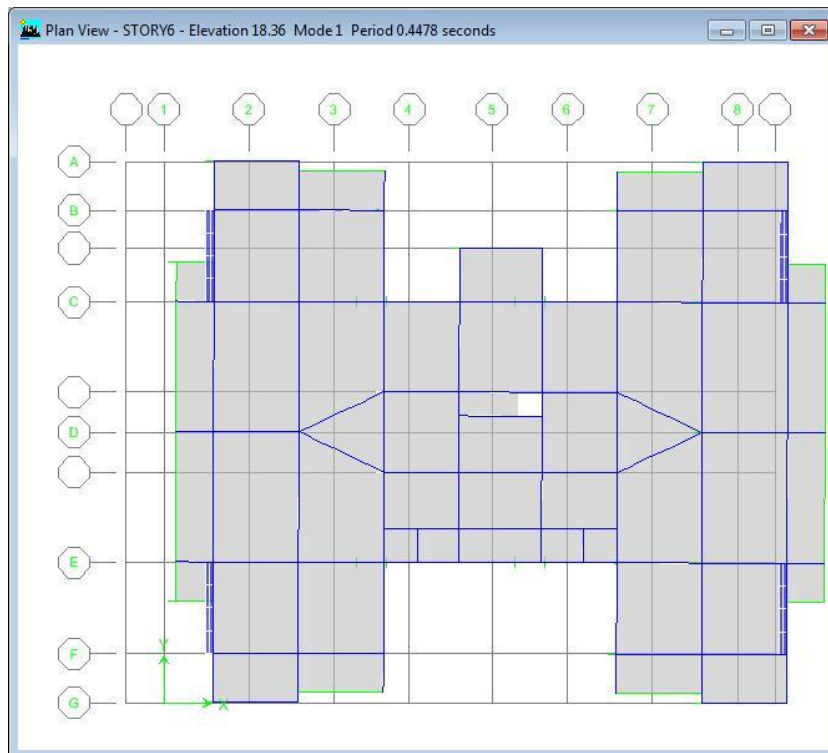 Plan View - STORY6 - Elevation 18.36 Mode 1 Period 0.4478 seconds
1 2 3 4 5 6 7 8
A
B
C
D
E
F
Y
G
X